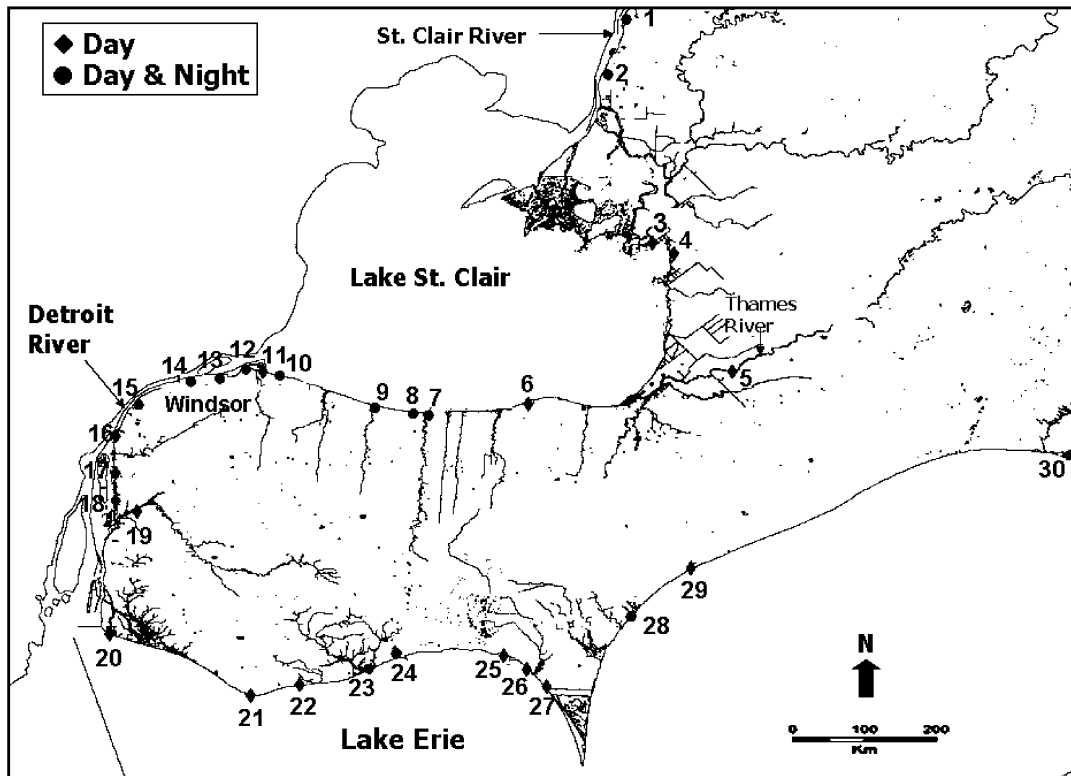 Day
Day & Night
St. Clair River
1
2
3
4
Lake St. Clair
Thames
River
Detroit
River
5
6
7
8
9
10
11
12
13
14
15
Windsor
16
17
18
19
20
21
22
23
24
25
26
27
28
29
30
Lake Erie
N
0 100 200
Km